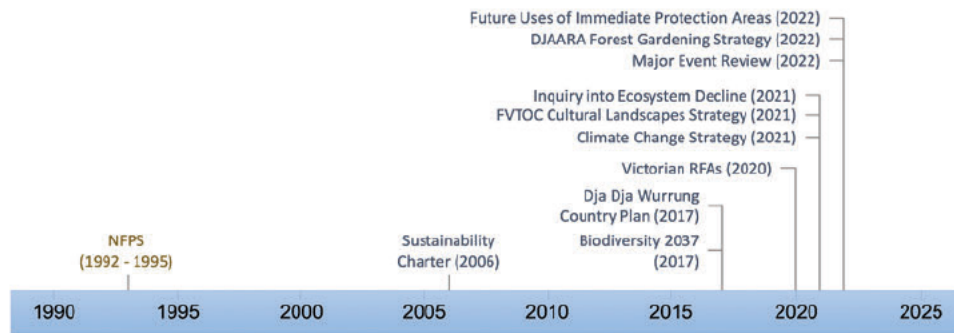 Future Uses of Immediate Protection Areas (2022)
DJAARA Forest Gardening Strategy (2022)
Major Event Review (2022)
Inquiry into Ecosystem Decline (2021)
FVTOC Cultural Landscapes Strategy (2021)
Climate Change Strategy (2021)
Victorian RFAs (2020)
Dja Dja Wurrung
Country Plan (2017)
NFPS
(1992 - 1995)
Sustainability
Charter (2006)
Biodiversity 2037
(2017)
1990 1995 2000 2005 2010 2015 2020 2025